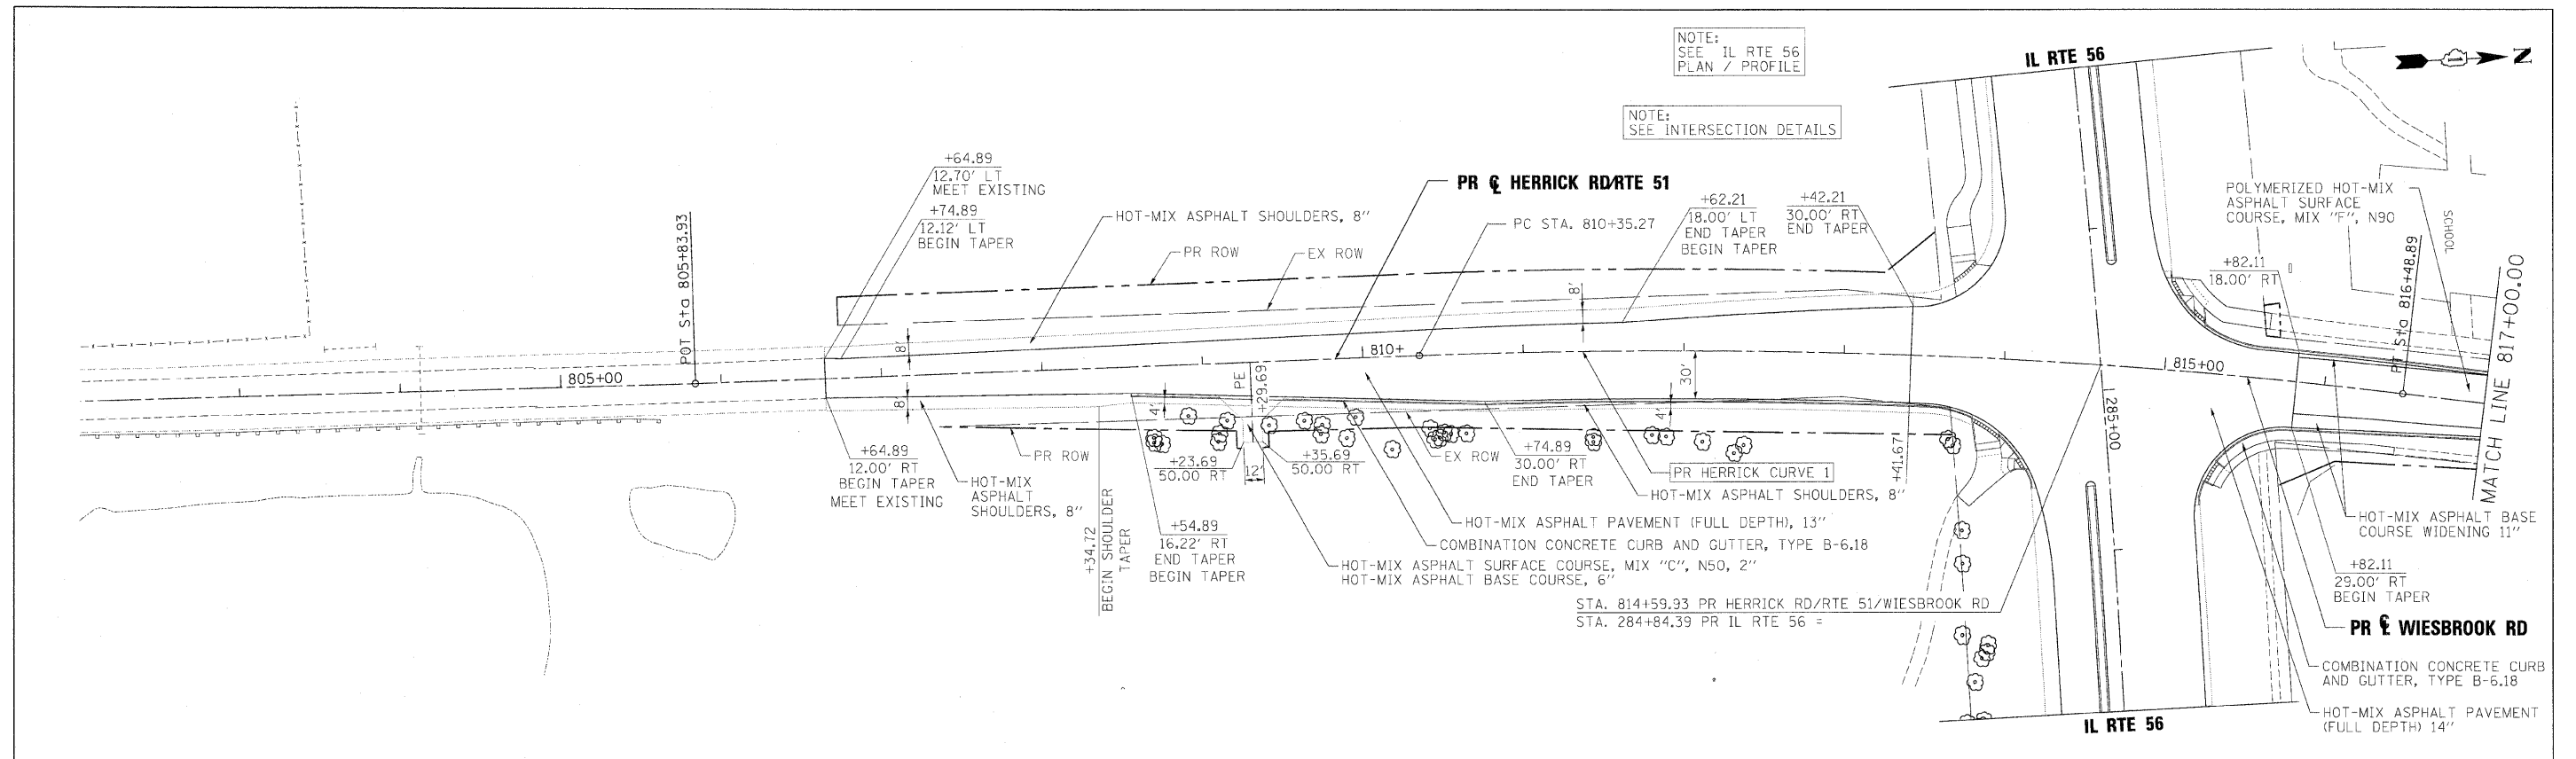 NOTE:
SEE IL RTE 56
PLAN / PROFILE
IL RTE 56
N
NOTE:
SEE INTERSECTION DETAILS
+64.89
12.70' LT
MEET EXISTING
+74.89
12.12' LT
BEGIN TAPER
HOT-MIX ASPHALT SHOULDERS, 8"
PR ROW
EX ROW
PR ℄ HERRICK RD/RTE 51
PC STA. 810+35.27
+62.21
18.00' LT
END TAPER
BEGIN TAPER
+42.21
30.00' RT
END TAPER
POLYMERIZED HOT-MIX
ASPHALT SURFACE
COURSE, MIX "F", N90
SCHOOL
+82.11
18.00' RT
POT Sta 805+83.93
PT Sta 816+48.89
MATCH LINE 817+00.00
805+00
810+
815+00
285+00
8'
8'
8'
4'
4'
30'
PE
+29.69
+64.89
12.00' RT
BEGIN TAPER
MEET EXISTING
HOT-MIX
ASPHALT
SHOULDERS, 8"
PR ROW
+34.72
BEGIN SHOULDER
TAPER
+23.69
50.00 RT
12'
+35.69
50.00 RT
+54.89
16.22' RT
END TAPER
BEGIN TAPER
EX ROW
+74.89
30.00' RT
END TAPER
PR HERRICK CURVE 1
+41.67
HOT-MIX ASPHALT SHOULDERS, 8"
HOT-MIX ASPHALT PAVEMENT (FULL DEPTH), 13"
COMBINATION CONCRETE CURB AND GUTTER, TYPE B-6.18
HOT-MIX ASPHALT SURFACE COURSE, MIX "C", N50, 2"
HOT-MIX ASPHALT BASE COURSE, 6"
STA. 814+59.93 PR HERRICK RD/RTE 51/WIESBROOK RD
STA. 284+84.39 PR IL RTE 56 =
HOT-MIX ASPHALT BASE
COURSE WIDENING 11"
+82.11
29.00' RT
BEGIN TAPER
PR ℄ WIESBROOK RD
COMBINATION CONCRETE CURB
AND GUTTER, TYPE B-6.18
HOT-MIX ASPHALT PAVEMENT
(FULL DEPTH) 14"
IL RTE 56